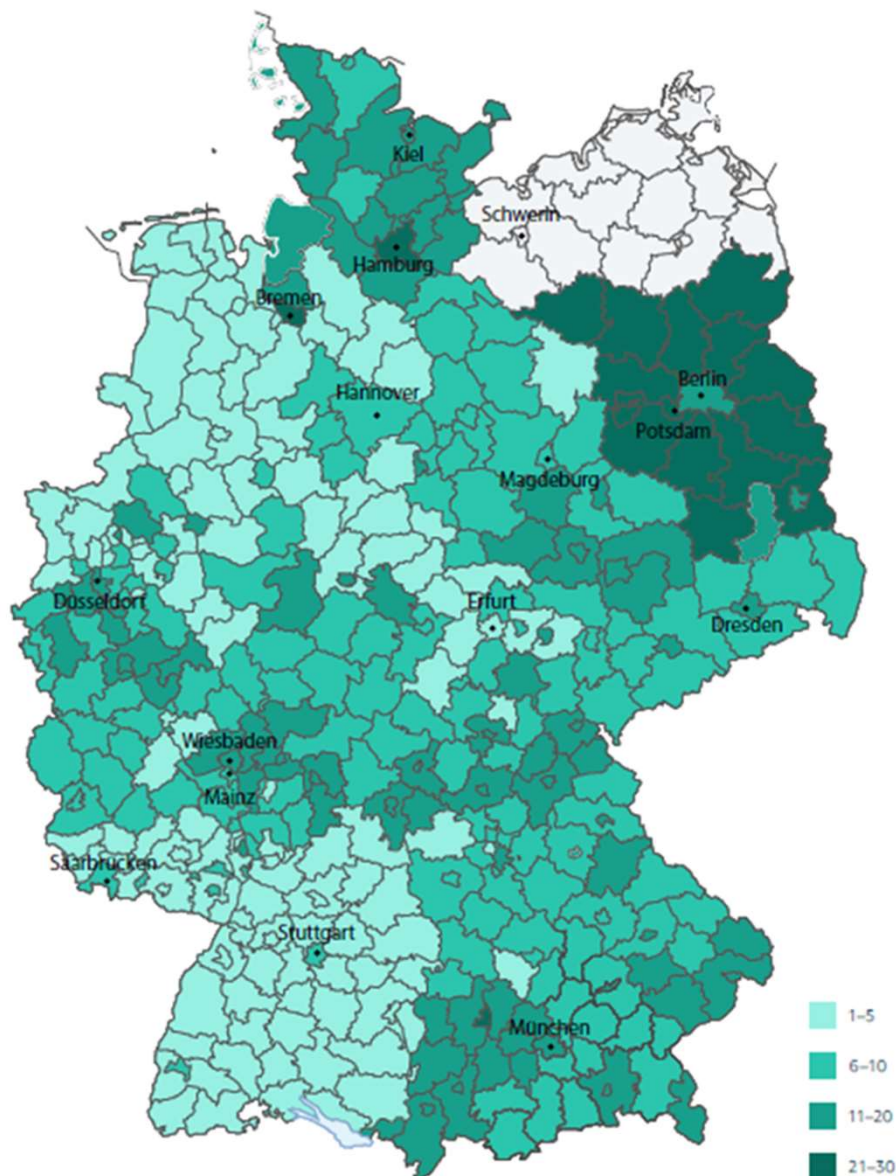 Kiel
Schwerin
Hamburg
Bremen
Berlin
Hannover
Potsdam
Magdeburg
Düsseldorf
Erfurt
Dresden
Wiesbaden
Mainz
Saarbrücken
Stuttgart
München
1–5
6–10
11–20
21–30